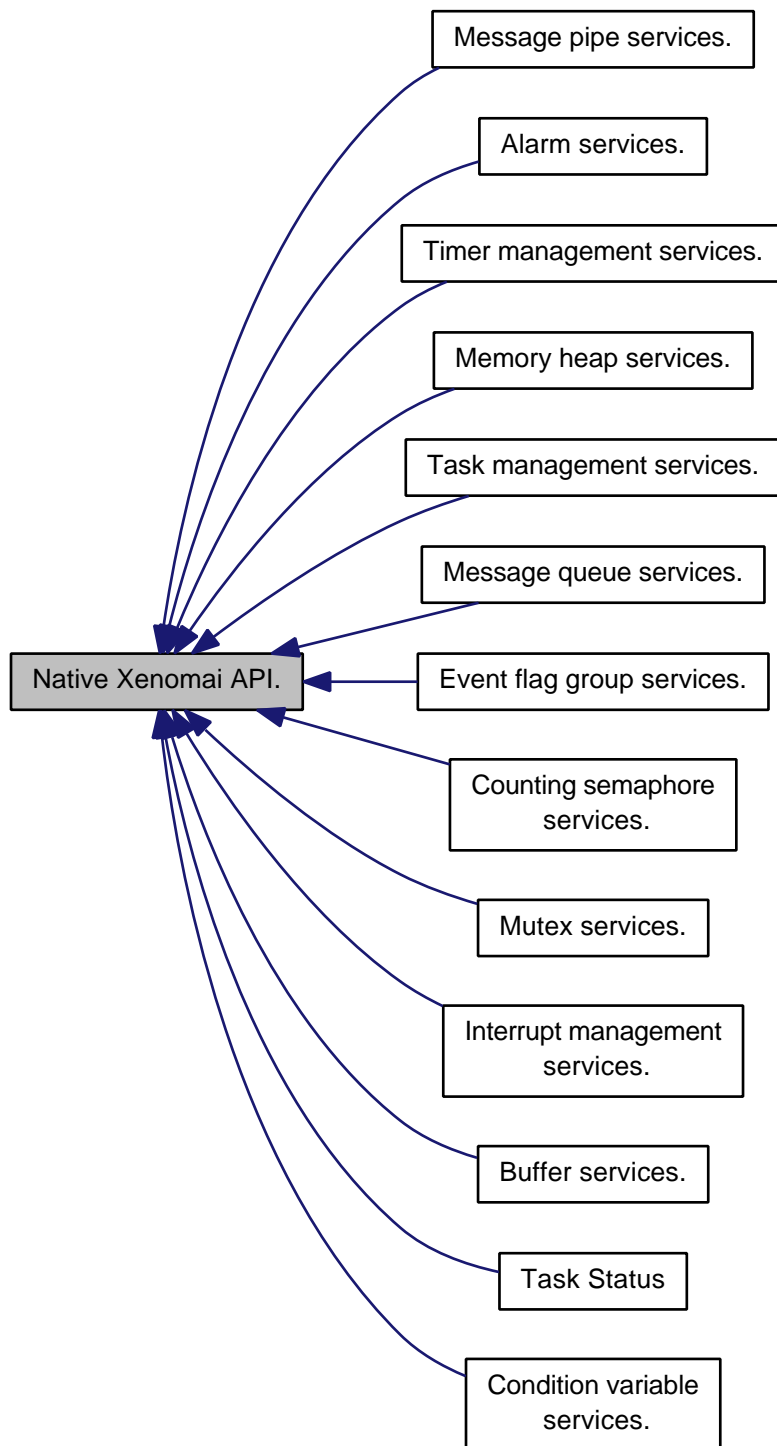 Message pipe services.
Alarm services.
Timer management services.
Memory heap services.
Task management services.
Message queue services.
Native Xenomai API.
Event flag group services.
Counting semaphore
services.
Mutex services.
Interrupt management
services.
Buffer services.
Task Status
Condition variable
services.